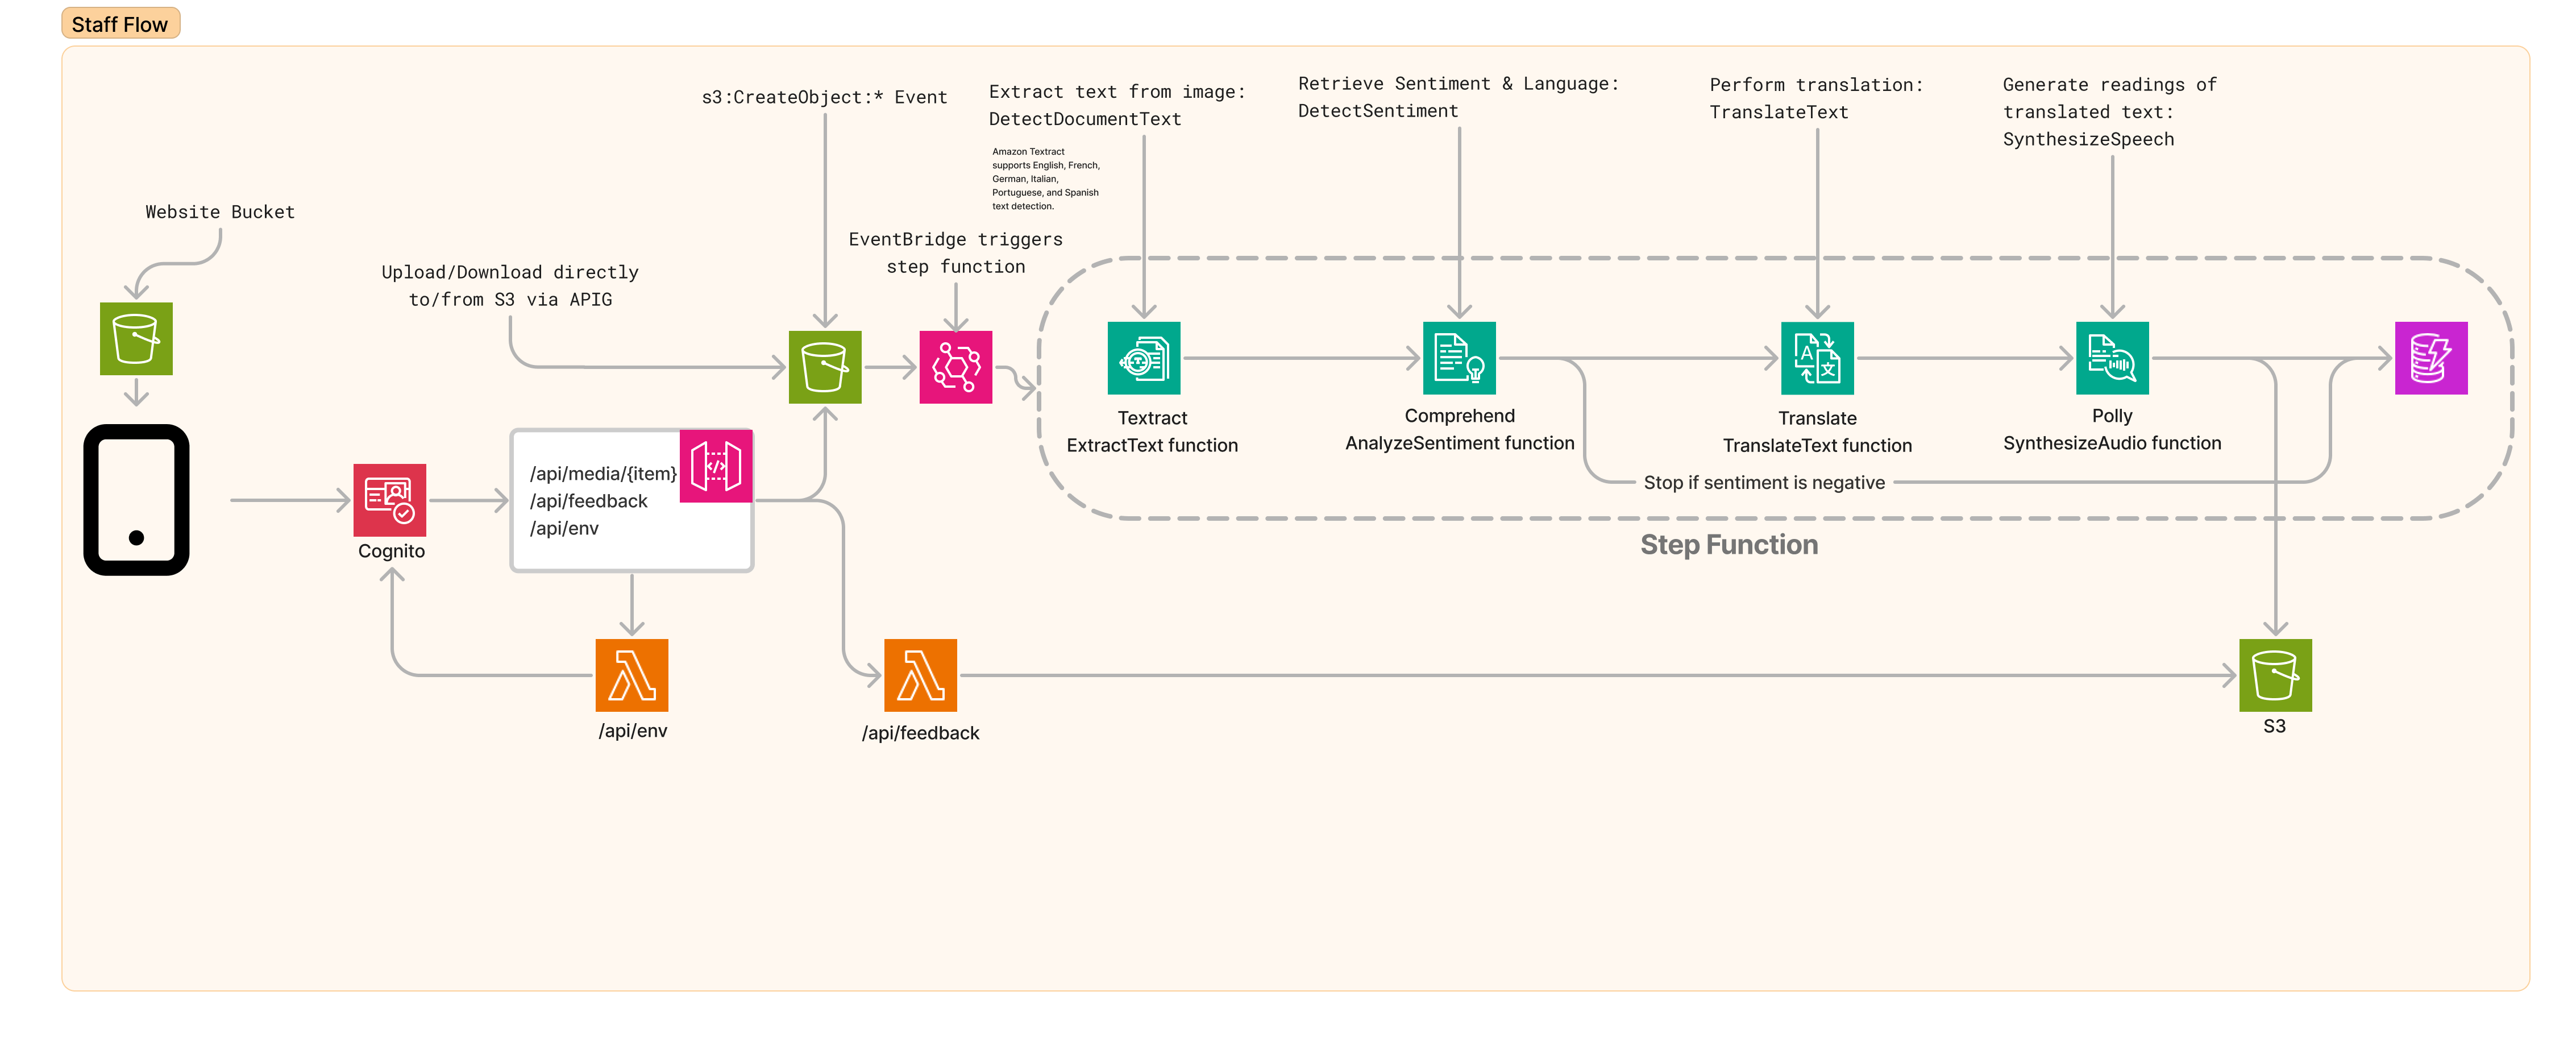 Staff Flow
s3:CreateObject:* Event
Extract text from image:
DetectDocumentText
Amazon Textract
supports English, French,
German, Italian,
Portuguese, and Spanish
text detection.
Retrieve Sentiment & Language:
DetectSentiment
Perform translation:
TranslateText
Generate readings of
translated text:
SynthesizeSpeech
Website Bucket
Upload/Download directly
to/from S3 via APIG
EventBridge triggers
step function
Textract
ExtractText function
Comprehend
AnalyzeSentiment function
Translate
TranslateText function
Polly
SynthesizeAudio function
Stop if sentiment is negative
Step Function
Cognito
/api/media/{item}
/api/feedback
/api/env
/api/env
/api/feedback
S3